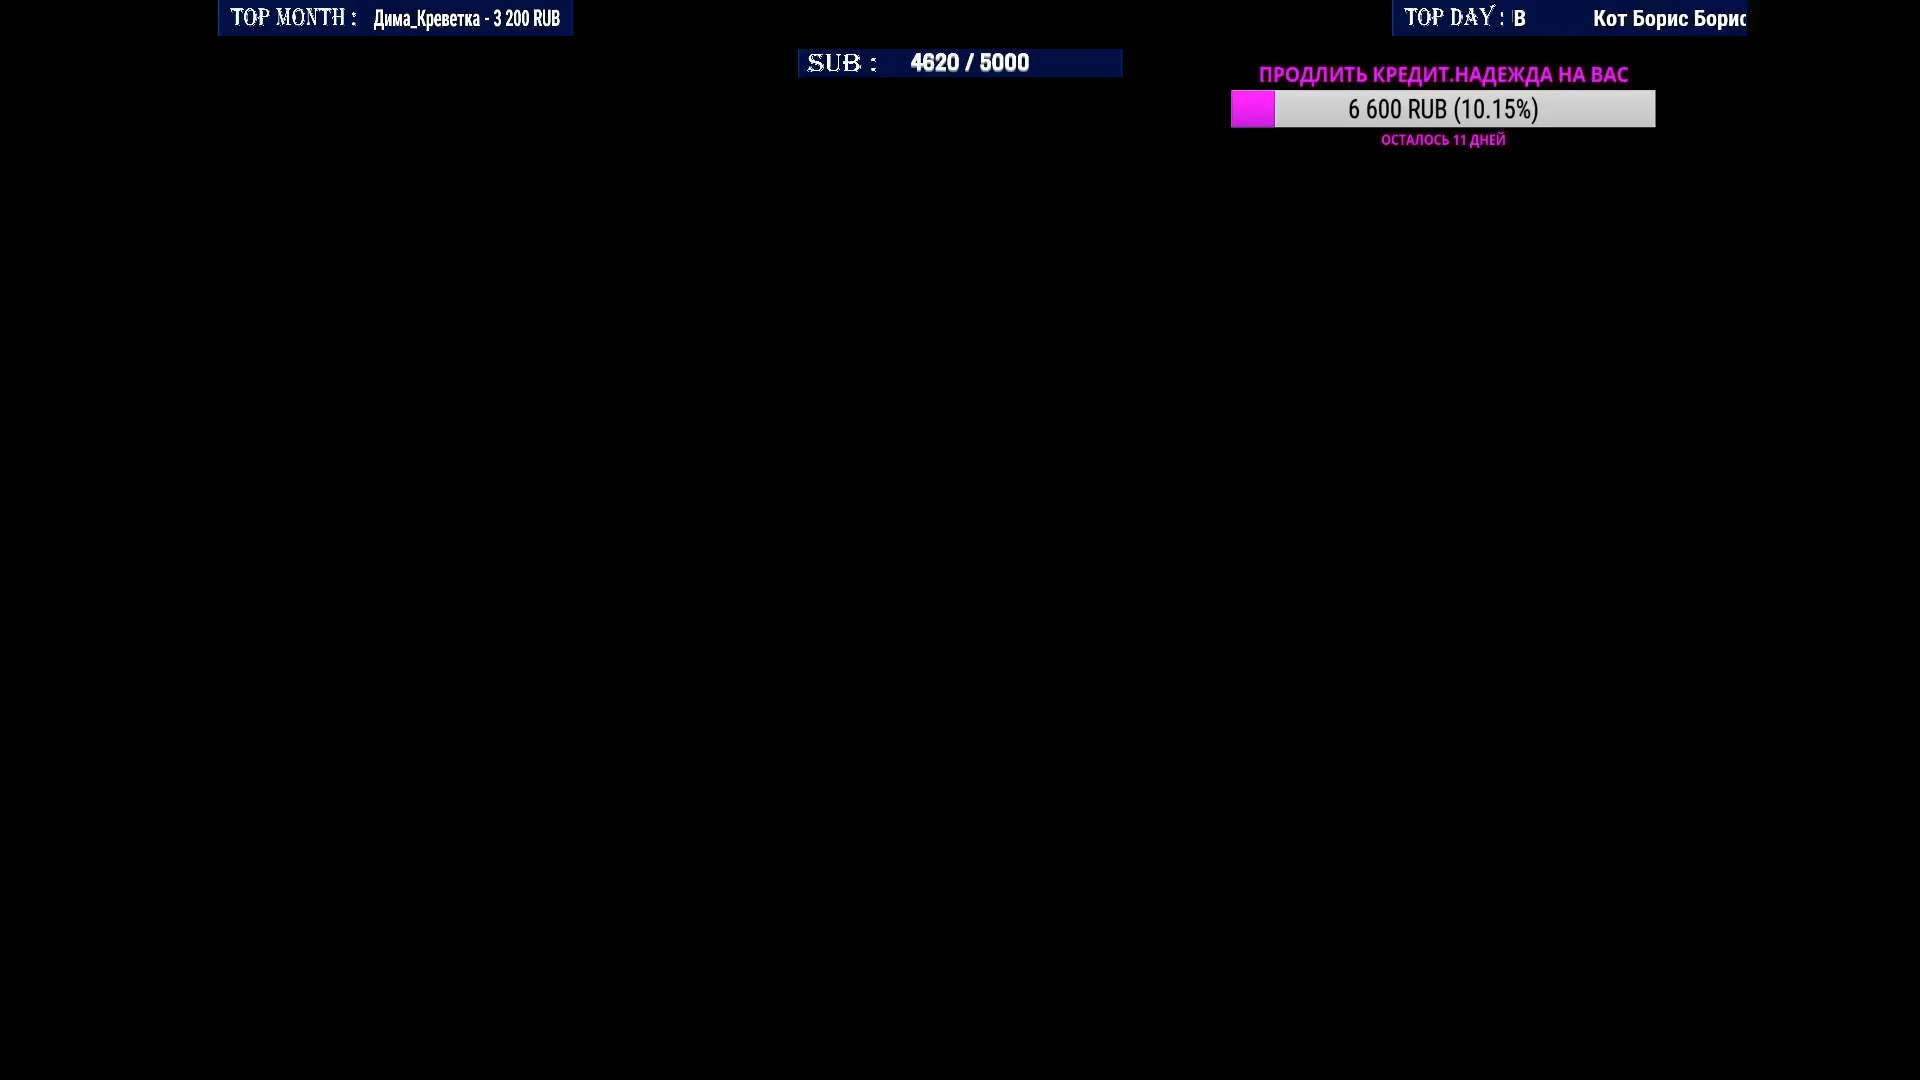 TOP MONTH : Дима_Креветка - 3 200 RUB
TOP DAY : В Кот Борис Борис
SUB : 4620 / 5000
ПРОДЛИТЬ КРЕДИТ.НАДЕЖДА НА ВАС
6 600 RUB (10.15%)
ОСТАЛОСЬ 11 ДНЕЙ